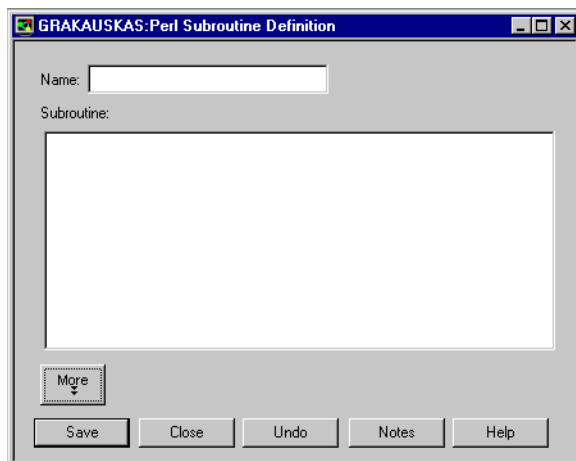 GRAKAUSKAS:Perl Subroutine Definition
Name:
Subroutine:
More
Save Close Undo Notes Help